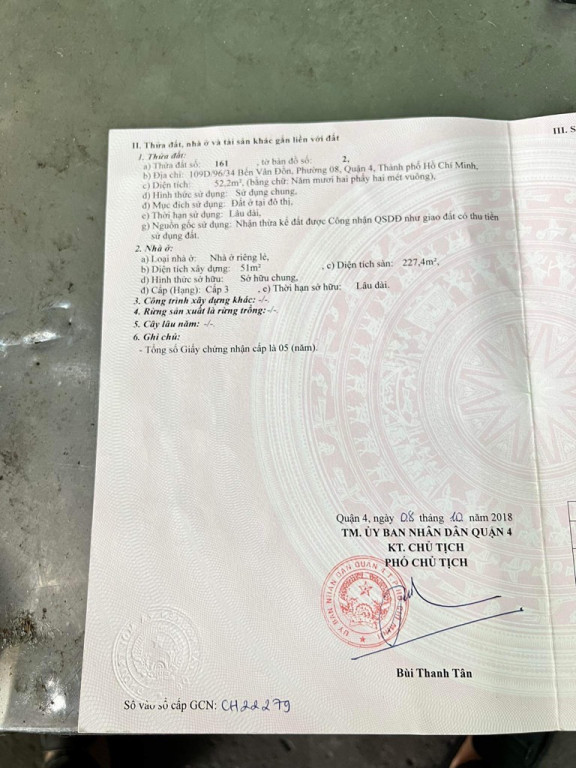 II. Thửa đất, nhà ở và tài sản khác gắn liền với đất
III. S
1. Thửa đất:
a) Thửa đất số: 161 , tờ bản đồ số: 2,
b) Địa chỉ: 109D/96/34 Bến Vân Đồn, Phường 08, Quận 4, Thành phố Hồ Chí Minh,
c) Diện tích: 52,2m², (bằng chữ: Năm mươi hai phẩy hai mét vuông),
d) Hình thức sử dụng: Sử dụng chung,
đ) Mục đích sử dụng: Đất ở tại đô thị,
e) Thời hạn sử dụng: Lâu dài,
g) Nguồn gốc sử dụng: Nhận thừa kế đất được Công nhận QSDĐ như giao đất có thu tiền
sử dụng đất.
2. Nhà ở:
a) Loại nhà ở: Nhà ở riêng lẻ,
b) Diện tích xây dựng: 51m² , c) Diện tích sàn: 227,4m²,
d) Hình thức sở hữu: Sở hữu chung,
đ) Cấp (Hạng): Cấp 3 , e) Thời hạn sở hữu: Lâu dài.
3. Công trình xây dựng khác: -/-.
4. Rừng sản xuất là rừng trồng: -/-.
5. Cây lâu năm: -/-.
6. Ghi chú:
- Tổng số Giấy chứng nhận cấp là 05 (năm).
Quận 4, ngày 08 tháng 10 năm 2018
TM. ỦY BAN NHÂN DÂN QUẬN 4
KT. CHỦ TỊCH
PHÓ CHỦ TỊCH
ỦY BAN NHÂN DÂN QUẬN 4 T.P HỒ CHÍ MINH
Bùi Thanh Tân
Số vào sổ cấp GCN: CH22279